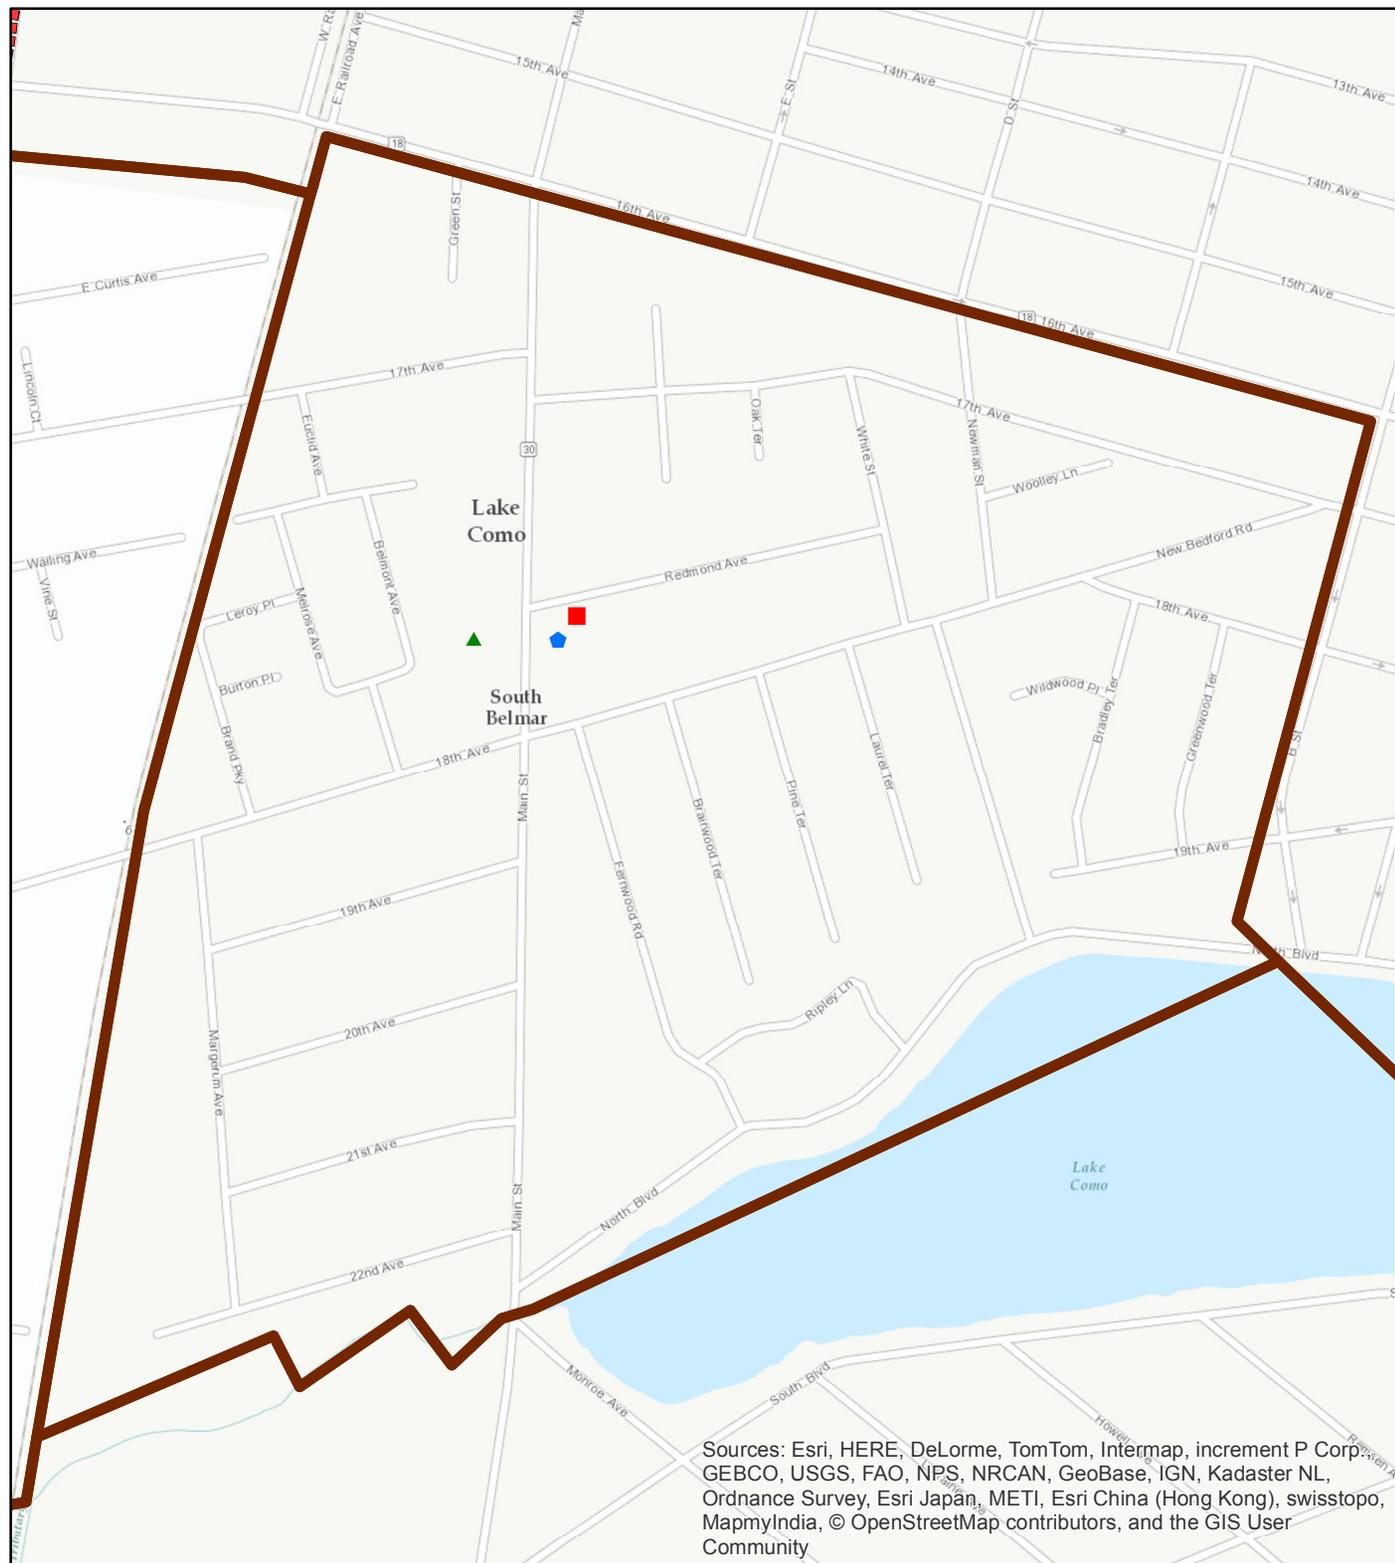 E Railroad Ave
15th Ave
14th Ave
13th Ave
E St
D St
18
14th Ave
Green St
16th Ave
E Curtis Ave
15th Ave
18
16th Ave
Lincoln Ct
17th Ave
Euclid Ave
Oak Ter
17th Ave
White St
Newman St
30
Woolley Ln
Lake
Como
New Bedford Rd
Walling Ave
Vine St
Belmont Ave
Redmond Ave
Leroy Pl
Melrose Ave
18th Ave
Burton Pl
South
Belmar
Wildwood Pl
Bradley Ter
Greenwood Ter
Brand Pky
18th Ave
Laurel Ter
B St
Main St
Pine Ter
Brairwood Ter
6
19th Ave
19th Ave
Fernwood Rd
North Blvd
Ripley Ln
20th Ave
Margerum Ave
21st Ave
Lake
Como
Main St
North Blvd
22nd Ave
Monroe Ave
South Blvd
Sources: Esri, HERE, DeLorme, TomTom, Intermap, increment P Corp.,
GEBCO, USGS, FAO, NPS, NRCAN, GeoBase, IGN, Kadaster NL,
Ordnance Survey, Esri Japan, METI, Esri China (Hong Kong), swisstopo,
MapmyIndia, © OpenStreetMap contributors, and the GIS User
Community